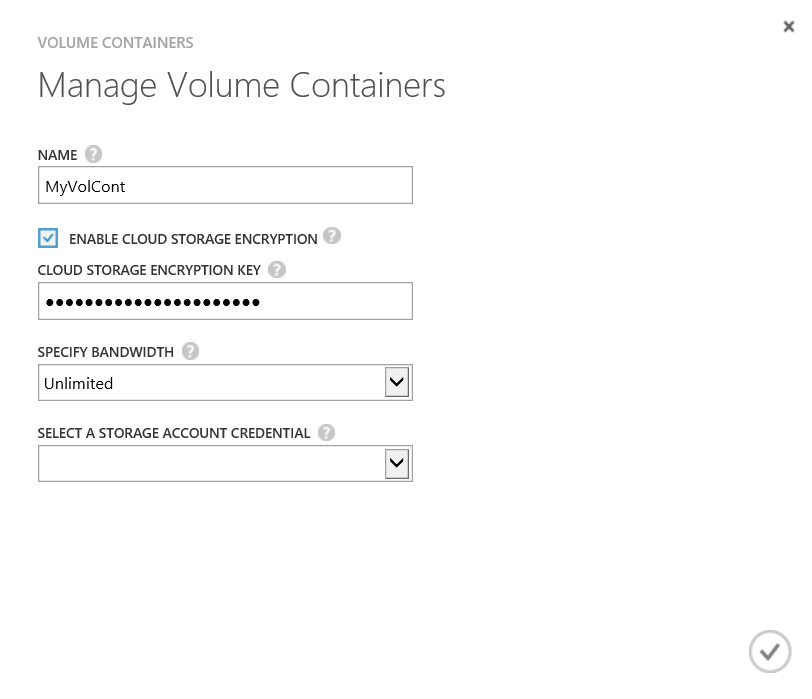 VOLUME CONTAINERS
Manage Volume Containers
NAME ?
MyVolCont
ENABLE CLOUD STORAGE ENCRYPTION ?
CLOUD STORAGE ENCRYPTION KEY ?
●●●●●●●●●●●●●●●●●●●●●●
SPECIFY BANDWIDTH ?
Unlimited
SELECT A STORAGE ACCOUNT CREDENTIAL ?